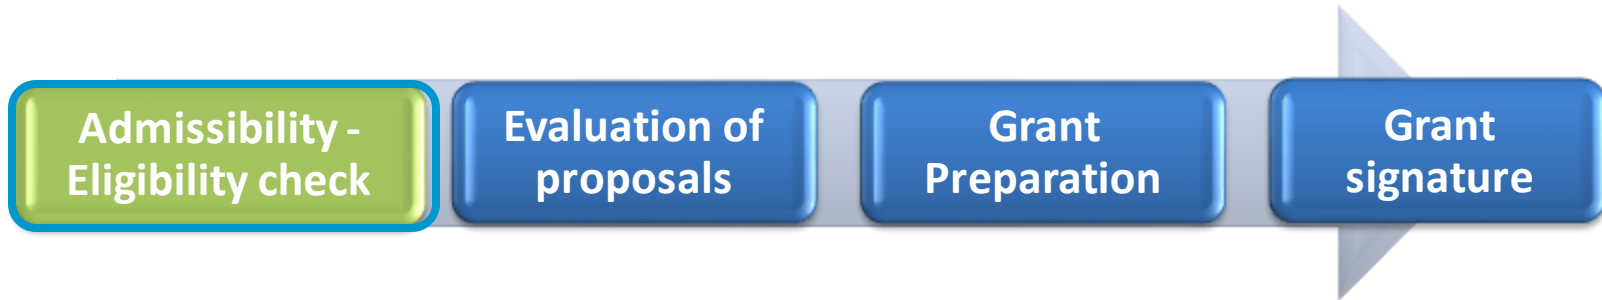 Admissibility -
Eligibility check
Evaluation of
proposals
Grant
Preparation
Grant
signature